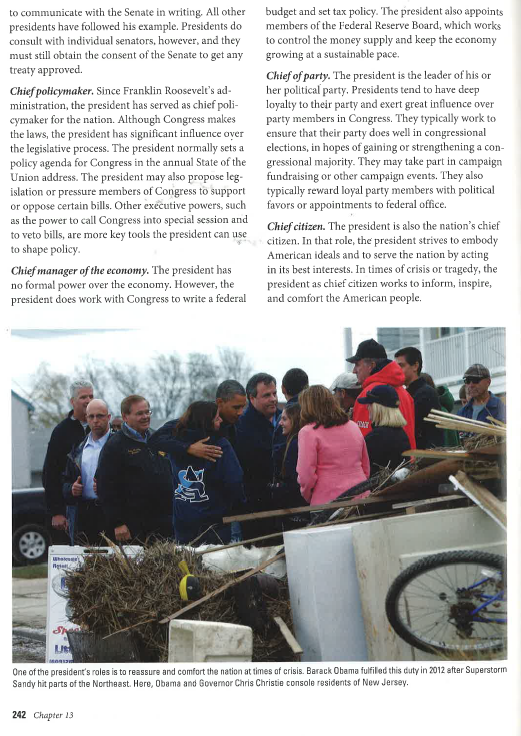 to communicate with the Senate in writing. All other
presidents have followed his example. Presidents do
consult with individual senators, however, and they
must still obtain the consent of the Senate to get any
treaty approved.
Chief policymaker. Since Franklin Roosevelt's ad-
ministration, the president has served as chief poli-
cymaker for the nation. Although Congress makes
the laws, the president has significant influence over
the legislative process. The president normally sets a
policy agenda for Congress in the annual State of the
Union address. The president may also propose leg-
islation or pressure members of Congress to support
or oppose certain bills. Other executive powers, such
as the power to call Congress into special session and
to veto bills, are more key tools the president can use
to shape policy.
Chief manager of the economy. The president has
no formal power over the economy. However, the
president does work with Congress to write a federal
budget and set tax policy. The president also appoints
members of the Federal Reserve Board, which works
to control the money supply and keep the economy
growing at a sustainable pace.
Chief of party. The president is the leader of his or
her political party. Presidents tend to have deep
loyalty to their party and exert great influence over
party members in Congress. They typically work to
ensure that their party does well in congressional
elections, in hopes of gaining or strengthening a con-
gressional majority. They may take part in campaign
fundraising or other campaign events. They also
typically reward loyal party members with political
favors or appointments to federal office.
Chief citizen. The president is also the nation's chief
citizen. In that role, the president strives to embody
American ideals and to serve the nation by acting
in its best interests. In times of crisis or tragedy, the
president as chief citizen works to inform, inspire,
and comfort the American people.
One of the president's roles is to reassure and comfort the nation at times of crisis. Barack Obama fulfilled this duty in 2012 after Superstorm
Sandy hit parts of the Northeast. Here, Obama and Governor Chris Christie console residents of New Jersey.
242 Chapter 13